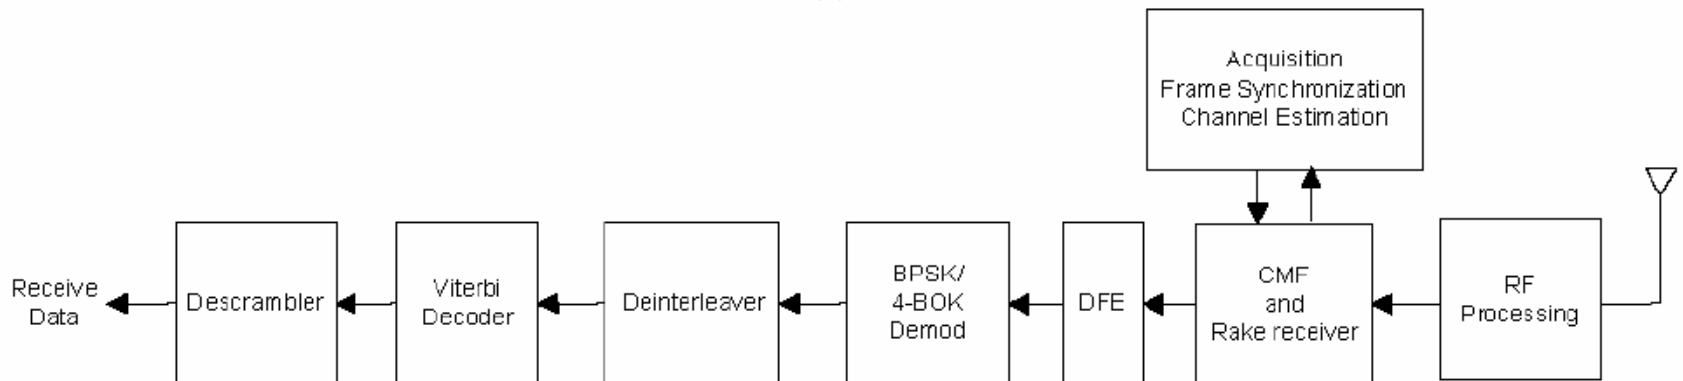 Acquisition
Frame Synchronization
Channel Estimation
Receive
Data
Descrambler
Viterbi
Decoder
Deinterleaver
BPSK/
4-BOK
Demod
DFE
CMF
and
Rake receiver
RF
Processing